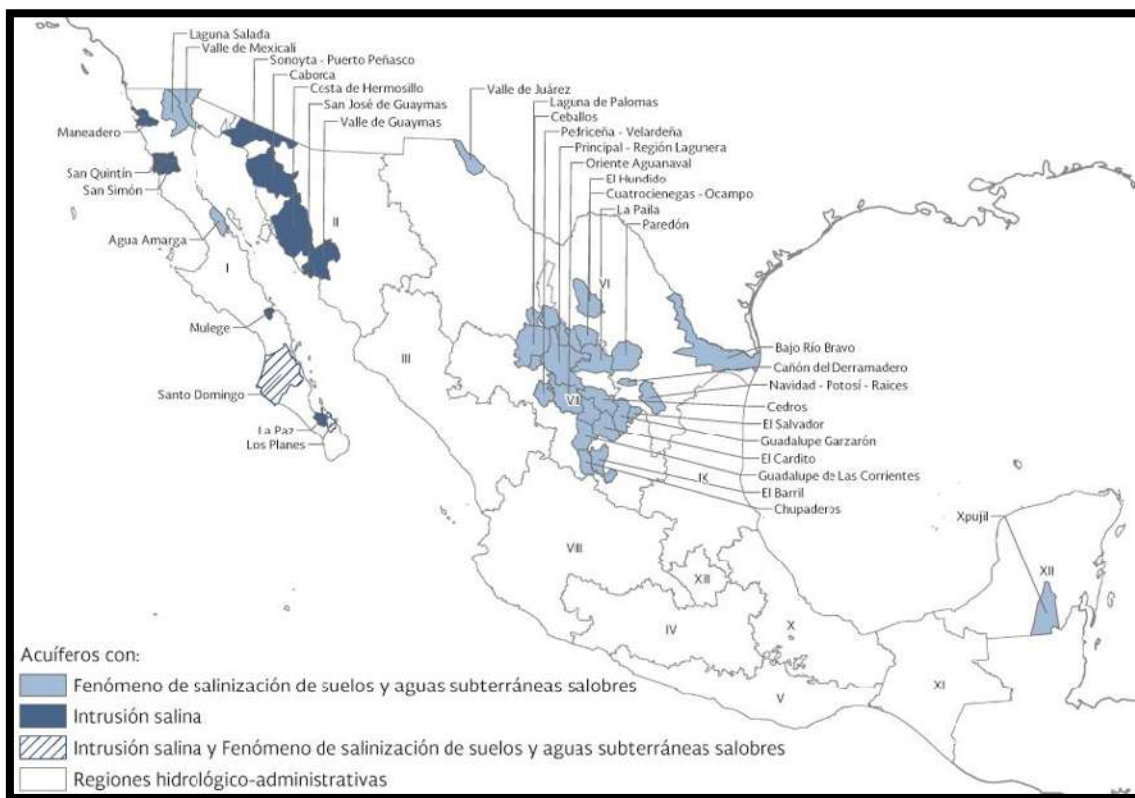 Laguna Salada
Valle de Mexicali
Sonoyta - Puerto Peñasco
Caborca
Costa de Hermosillo
San José de Guaymas
Valle de Guaymas
Maneadero
San Quintín
San Simón
Agua Amarga
Mulege
Santo Domingo
La Paz
Los Planes
Valle de Juárez
Laguna de Palomas
Ceballos
Pedriceña - Velardeña
Principal - Región Lagunera
Oriente Aguanaval
El Hundido
Cuatrocienegas - Ocampo
La Paila
Paredón
Bajo Río Bravo
Cañón del Derramadero
Navidad - Potosí - Raices
Cedros
El Salvador
Guadalupe Garzarón
El Cardito
Guadalupe de Las Corrientes
El Barril
Chupaderos
Xpujil
I
II
III
VI
VII
IX
VIII
XII
XIII
IV
X
V
XI
Acuíferos con:
Fenómeno de salinización de suelos y aguas subterráneas salobres
Intrusión salina
Intrusión salina y Fenómeno de salinización de suelos y aguas subterráneas salobres
Regiones hidrológico-administrativas